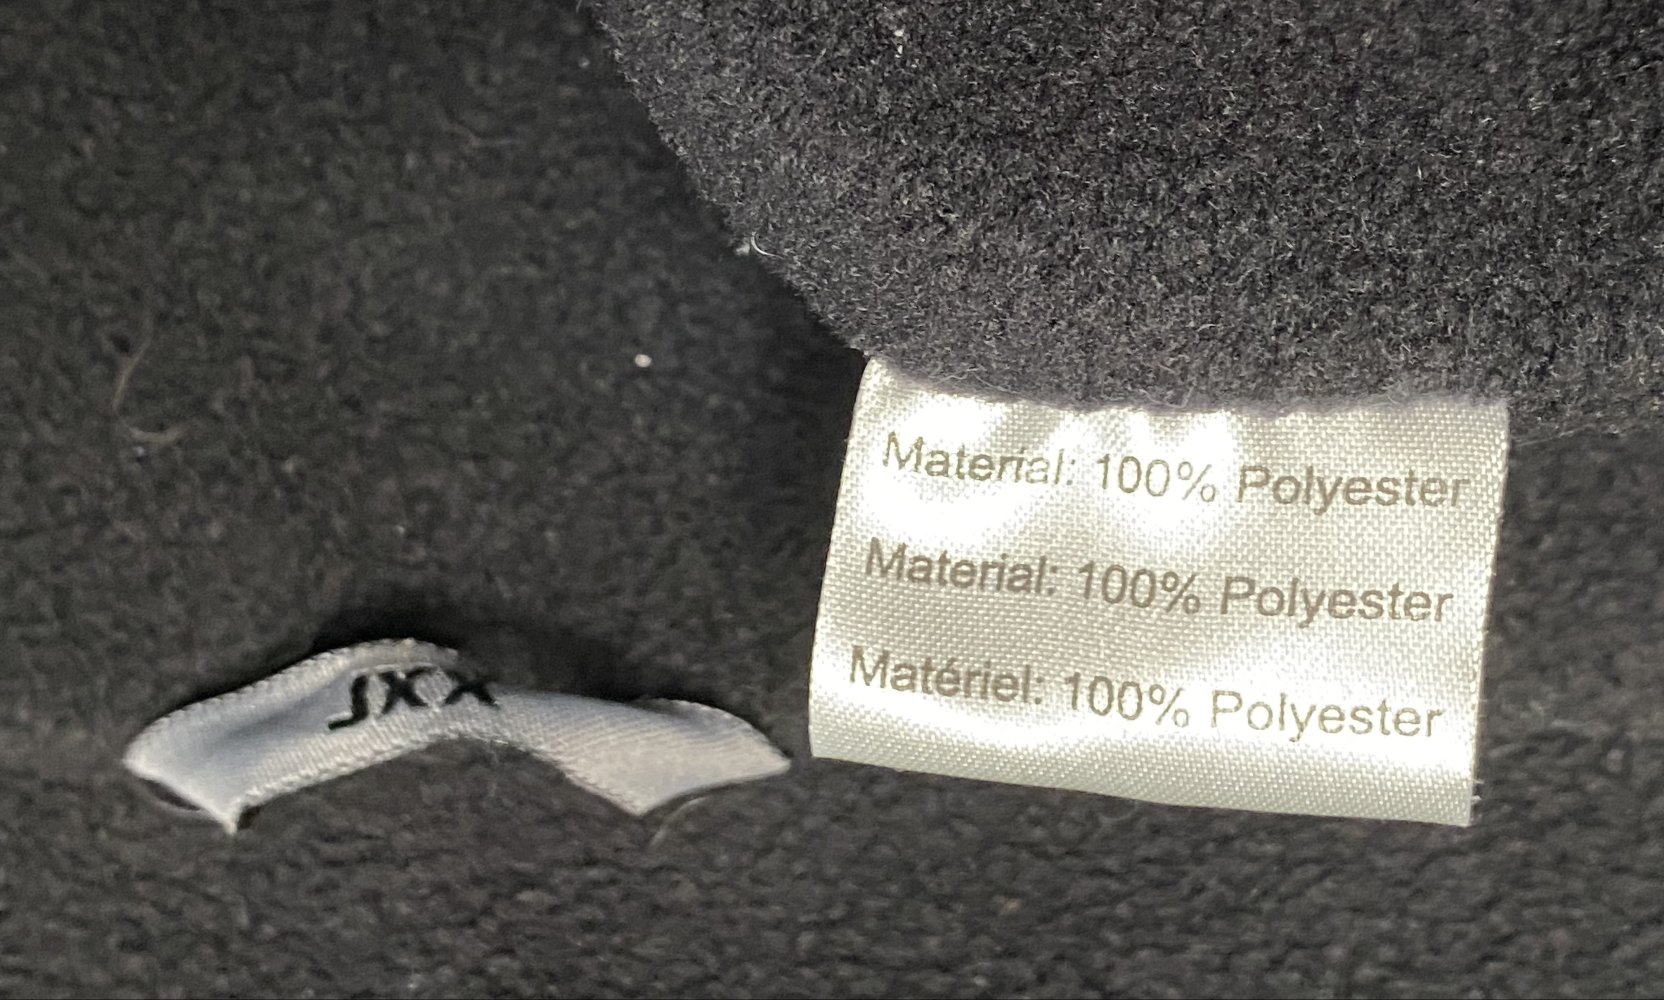 Material: 100% Polyester
Material: 100% Polyester
Matériel: 100% Polyester
XXL